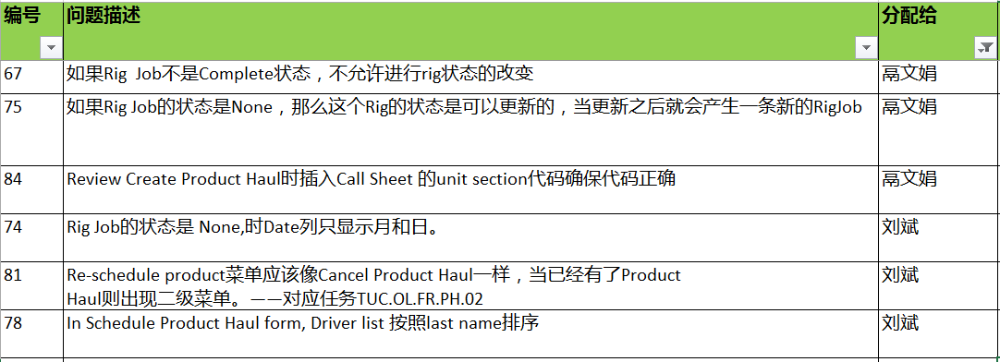 编号 问题描述 分配给
67 如果Rig  Job不是Complete状态，不允许进行rig状态的改变 鬲文娟
75 如果Rig Job的状态是None，那么这个Rig的状态是可以更新的，当更新之后就会产生一条新的RigJob 鬲文娟
84 Review Create Product Haul时插入Call Sheet 的unit section代码确保代码正确 鬲文娟
74 Rig Job的状态是 None,时Date列只显示月和日。 刘斌
81 Re-schedule product菜单应该像Cancel Product Haul一样，当已经有了Product 刘斌
Haul则出现二级菜单。——对应任务TUC.OL.FR.PH.02
78 In Schedule Product Haul form, Driver list 按照last name排序 刘斌